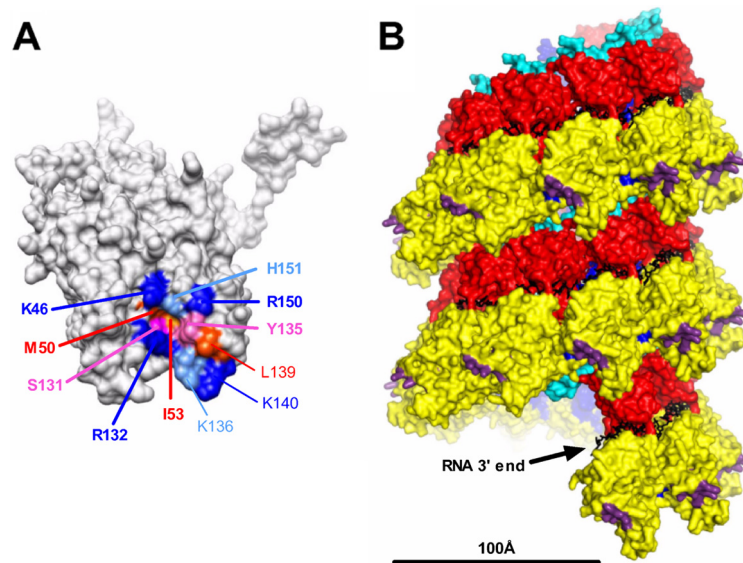 A
B
H151
K46
R150
M50
Y135
S131
L139
I53
K140
K136
R132
RNA 3' end
100Å